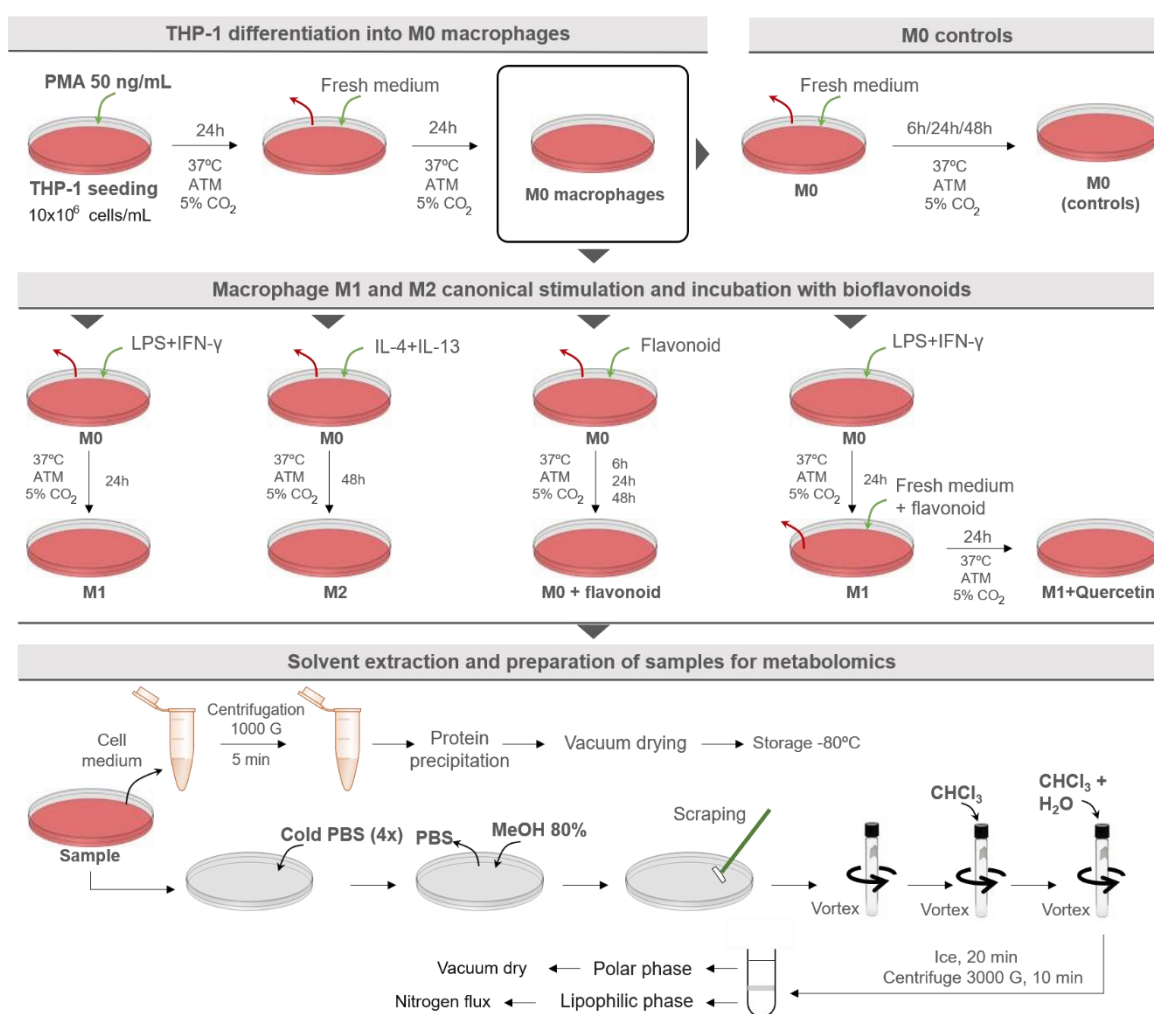 THP-1 differentiation into M0 macrophages
PMA 50 ng/mL
THP-1 seeding
10x10⁶ cells/mL
24h
37ºC
ATM
5% CO₂
Fresh medium
24h
37ºC
ATM
5% CO₂
M0 macrophages
M0 controls
Fresh medium
M0
6h/24h/48h
37ºC
ATM
5% CO₂
M0
(controls)
Macrophage M1 and M2 canonical stimulation and incubation with bioflavonoids
LPS+IFN-γ
M0
37ºC
ATM
5% CO₂
24h
M1
IL-4+IL-13
M0
37ºC
ATM
5% CO₂
48h
M2
Flavonoid
M0
37ºC
ATM
5% CO₂
6h
24h
48h
M0 + flavonoid
LPS+IFN-γ
M0
37ºC
ATM
5% CO₂
24h
Fresh medium
+ flavonoid
M1
24h
37ºC
ATM
5% CO₂
M1+Quercetin
Solvent extraction and preparation of samples for metabolomics
Cell
medium
Sample
Centrifugation
1000 G
5 min
Protein
precipitation
Vacuum drying
Storage -80ºC
Cold PBS (4x)
PBS
MeOH 80%
Scraping
Vortex
CHCl₃
Vortex
CHCl₃ +
H₂O
Vortex
Ice, 20 min
Centrifuge 3000 G, 10 min
Polar phase
Vacuum dry
Lipophilic phase
Nitrogen flux